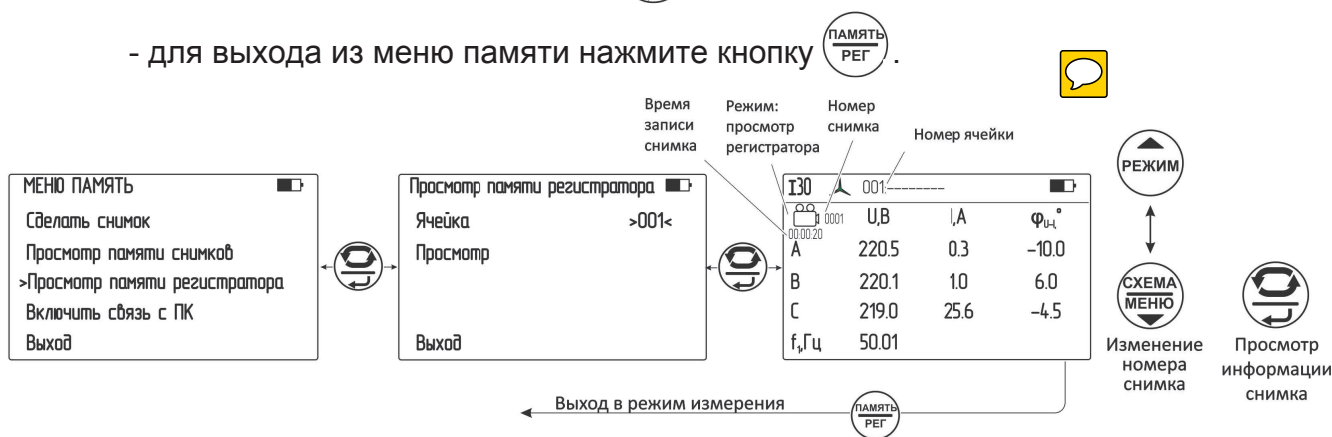 - для выхода из меню памяти нажмите кнопку ПАМЯТЬ РЕГ .
Время записи снимка
Режим: просмотр регистратора
Номер снимка
Номер ячейки
МЕНЮ ПАМЯТЬ
Сделать снимок
Просмотр памяти снимков
>Просмотр памяти регистратора
Включить связь с ПК
Выход
Просмотр памяти регистратора
Ячейка >001<
Просмотр
Выход
I30 001:--------
0001 U,В I,А φu-i,°
00:00:20
A 220.5 0.3 –10.0
B 220.1 1.0 6.0
C 219.0 25.6 –4.5
f₁,Гц 50.01
РЕЖИМ
СХЕМА
МЕНЮ
Изменение номера снимка
Просмотр информации снимка
Выход в режим измерения
ПАМЯТЬ
РЕГ